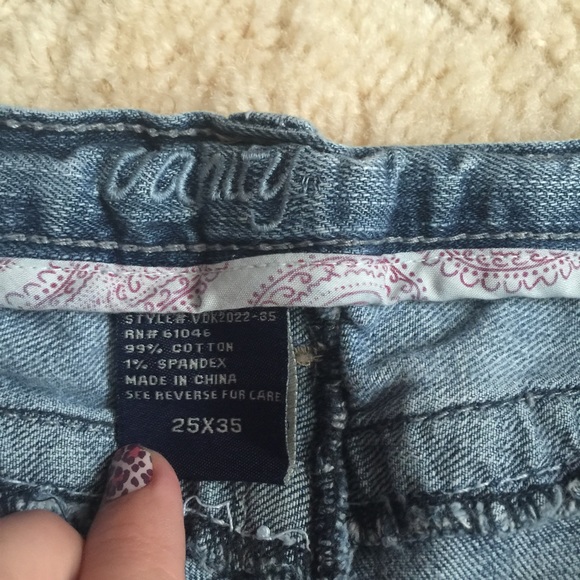 vanity
STYLE# VDK2022-35
RN# 61046
99% COTTON
1% SPANDEX
MADE IN CHINA
SEE REVERSE FOR CARE
25X35